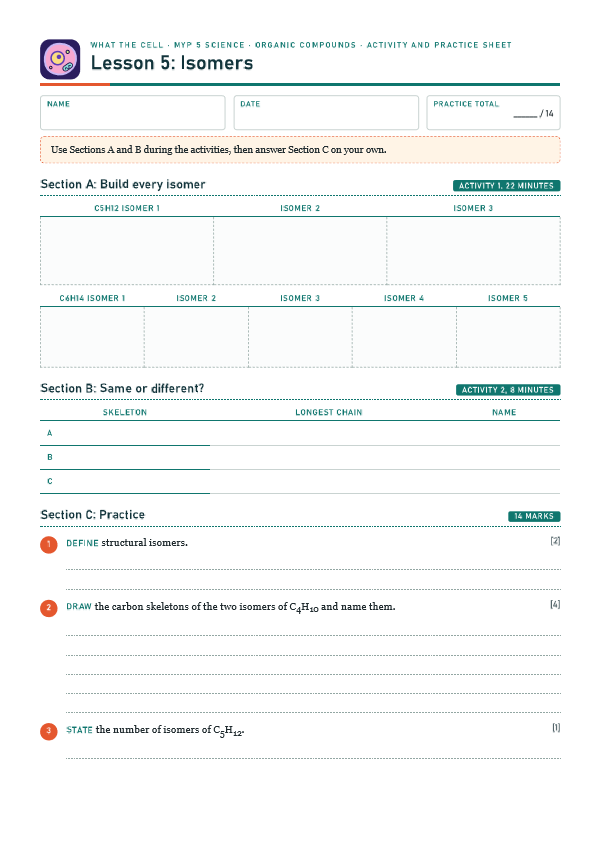 WHAT THE CELL · MYP 5 SCIENCE · ORGANIC COMPOUNDS · ACTIVITY AND PRACTICE SHEET
Lesson 5: Isomers
NAME
DATE
PRACTICE TOTAL
_____ / 14
Use Sections A and B during the activities, then answer Section C on your own.
Section A: Build every isomer
ACTIVITY 1, 22 MINUTES
C5H12 ISOMER 1 ISOMER 2 ISOMER 3
C6H14 ISOMER 1 ISOMER 2 ISOMER 3 ISOMER 4 ISOMER 5
Section B: Same or different?
ACTIVITY 2, 8 MINUTES
SKELETON LONGEST CHAIN NAME
A
B
C
Section C: Practice
14 MARKS
1 DEFINE structural isomers. [2]
2 DRAW the carbon skeletons of the two isomers of C₄H₁₀ and name them. [4]
3 STATE the number of isomers of C₅H₁₂. [1]